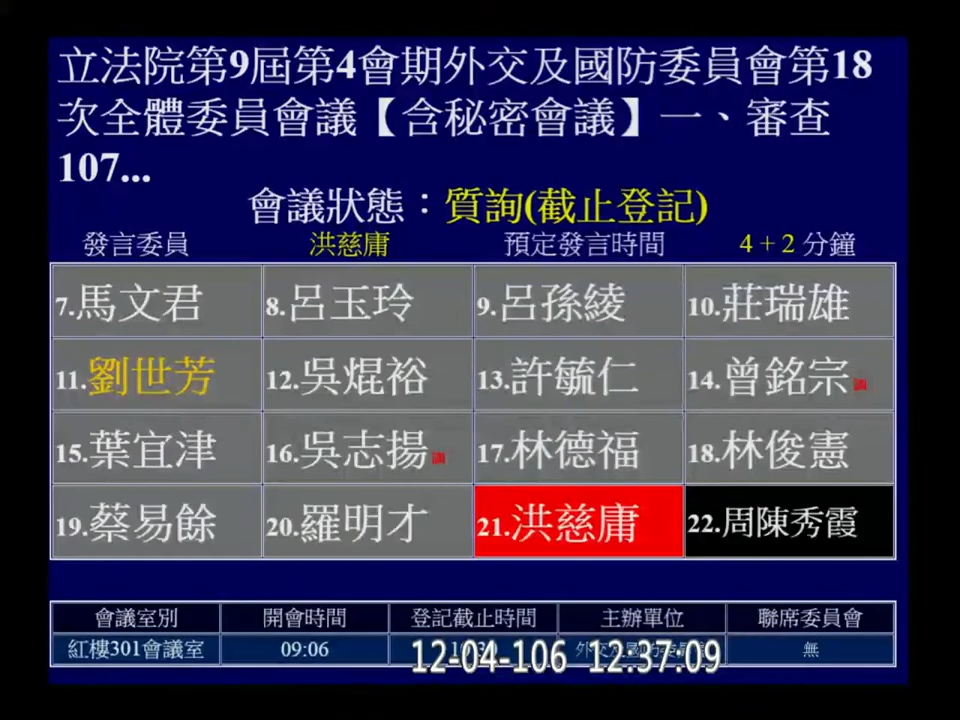 立法院第9屆第4會期外交及國防委員會第18
次全體委員會議【含秘密會議】一、審查
107...
會議狀態：質詢(截止登記)
發言委員 洪慈庸 預定發言時間 4 + 2 分鐘
7.馬文君 8.呂玉玲 9.呂孫綾 10.莊瑞雄
11.劉世芳 12.吳焜裕 13.許毓仁 14.曾銘宗
15.葉宜津 16.吳志揚 17.林德福 18.林俊憲
19.蔡易餘 20.羅明才 21.洪慈庸 22.周陳秀霞
會議室別 開會時間 登記截止時間 主辦單位 聯席委員會
紅樓301會議室 09:06 無
12-04-106 12:37:09